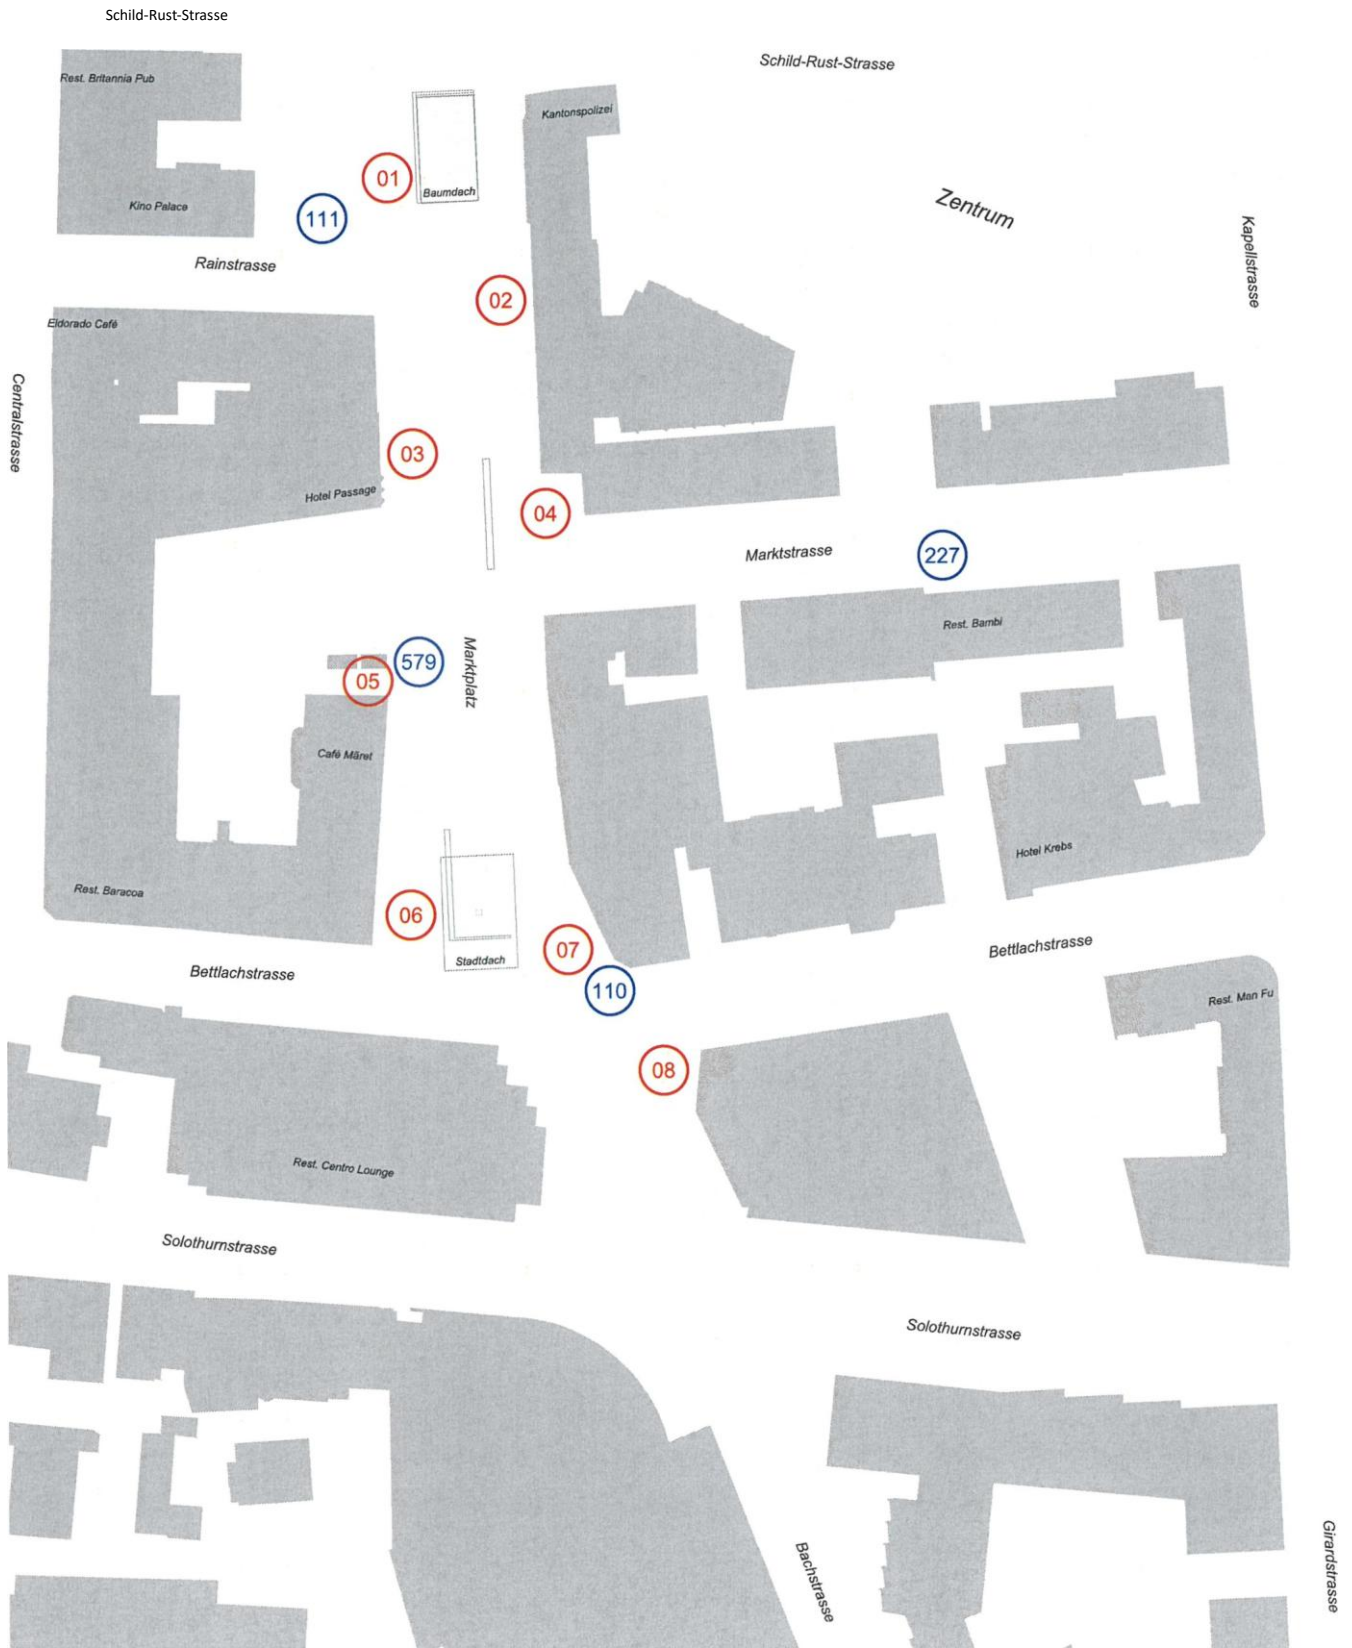 Schild-Rust-Strasse
Schild-Rust-Strasse
Rest. Britannia Pub
Kantonspolizei
01
Baumdach
Kino Palace
111
Zentrum
Kapellstrasse
Rainstrasse
02
Eldorado Café
Centralstrasse
03
Hotel Passage
04
Marktstrasse
227
Rest. Bambi
Marktplatz
579
05
Café Märet
Hotel Krebs
Rest. Baracoa
06
07
Stadtdach
Bettlachstrasse
Bettlachstrasse
110
Rest. Man Fu
08
Rest. Centro Lounge
Solothurnstrasse
Solothurnstrasse
Bachstrasse
Girardstrasse